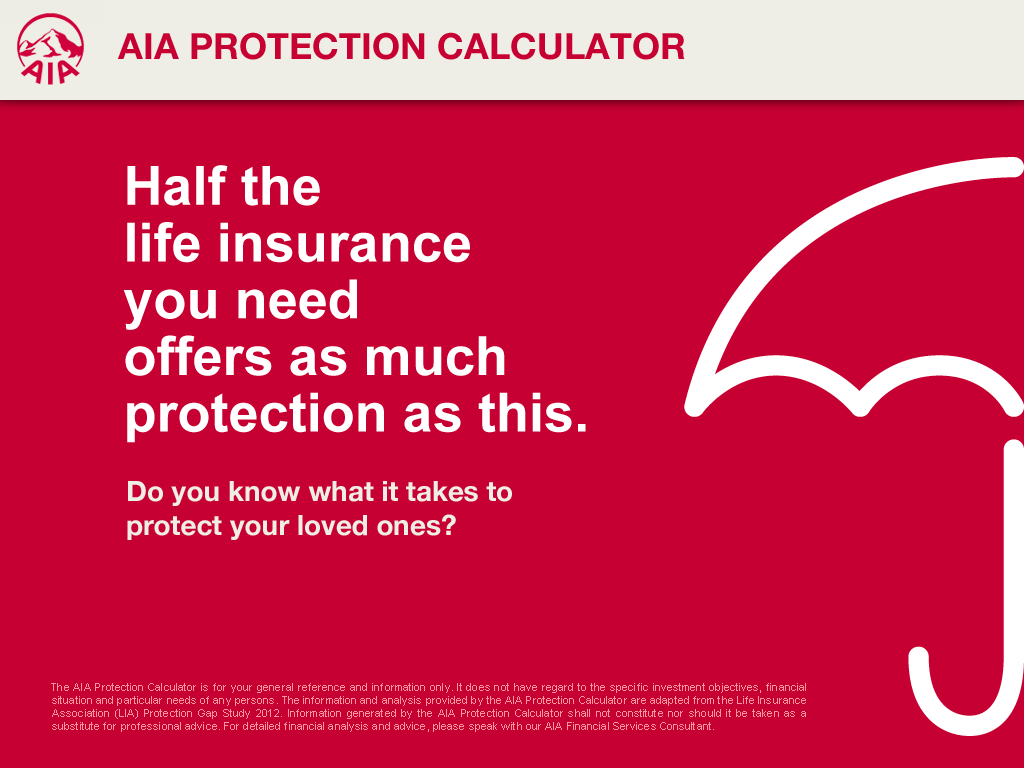 AIA
AIA PROTECTION CALCULATOR
Half the
life insurance
you need
offers as much
protection as this.
Do you know what it takes to
protect your loved ones?
The AIA Protection Calculator is for your general reference and information only. It does not have regard to the specific investment objectives, financial
situation and particular needs of any persons. The information and analysis provided by the AIA Protection Calculator are adapted from the Life Insurance
Association (LIA) Protection Gap Study 2012. Information generated by the AIA Protection Calculator shall not constitute nor should it be taken as a
substitute for professional advice. For detailed financial analysis and advice, please speak with our AIA Financial Services Consultant.